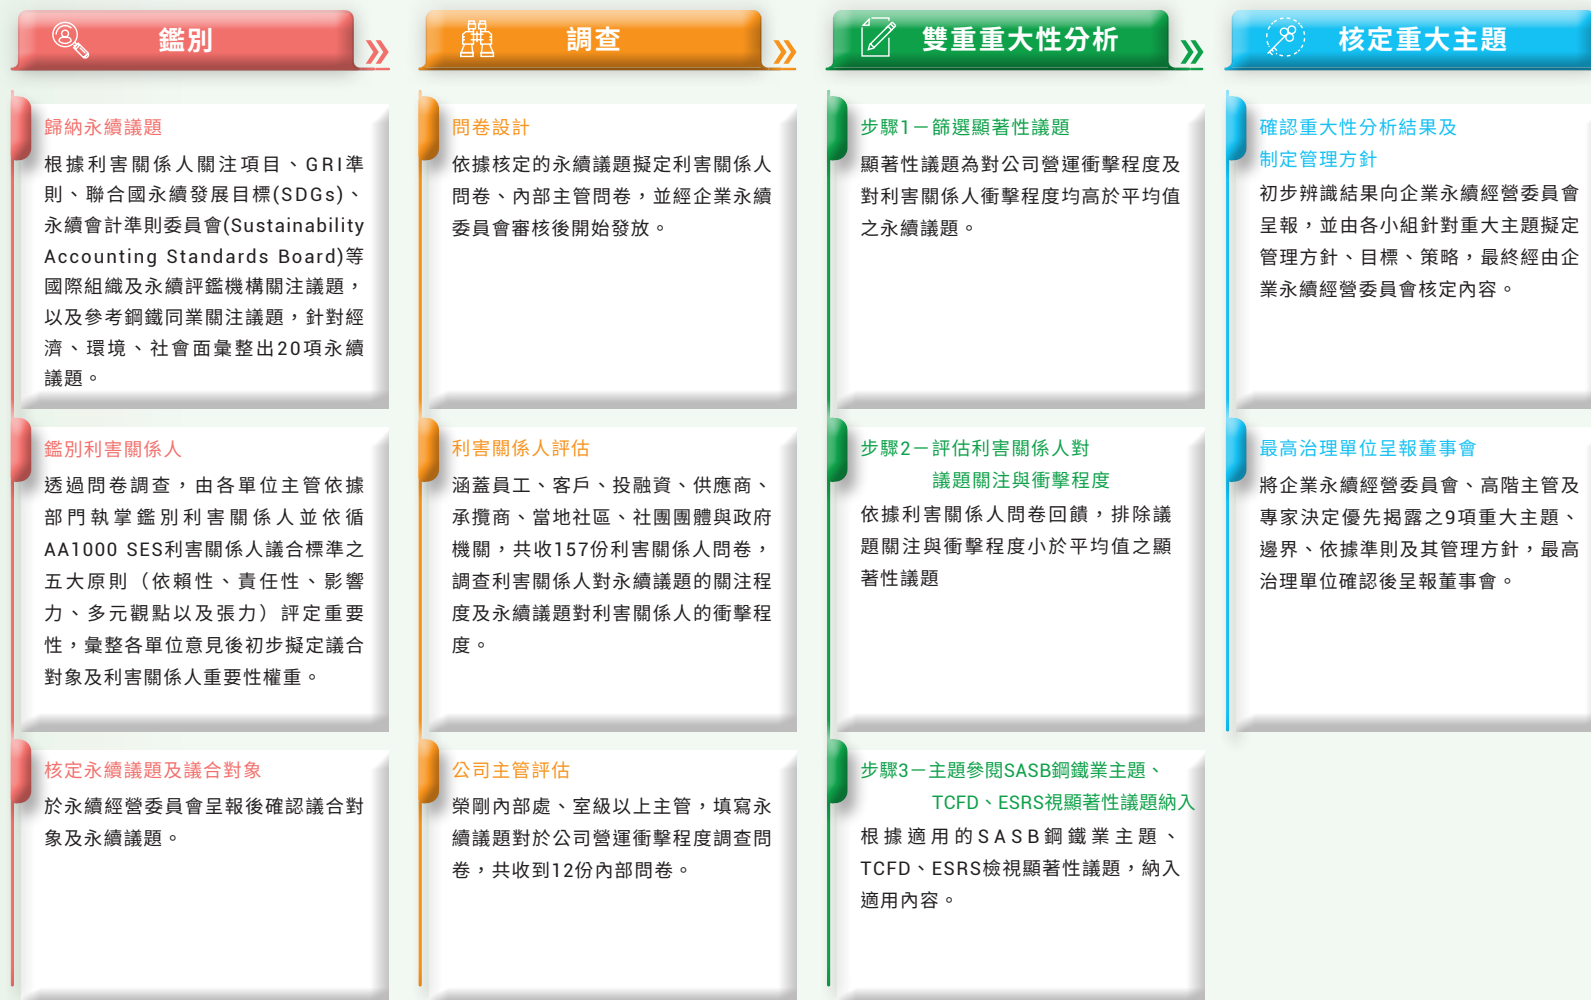 鑑別
歸納永續議題
根據利害關係人關注項目、GRI準
則、聯合國永續發展目標(SDGs)、
永續會計準則委員會(Sustainability
Accounting Standards Board)等
國際組織及永續評鑑機構關注議題，
以及參考鋼鐵同業關注議題，針對經
濟、環境、社會面彙整出20項永續
議題。
鑑別利害關係人
透過問卷調查，由各單位主管依據
部門執掌鑑別利害關係人並依循
AA1000 SES利害關係人議合標準之
五大原則（依賴性、責任性、影響
力、多元觀點以及張力）評定重要
性，彙整各單位意見後初步擬定議合
對象及利害關係人重要性權重。
核定永續議題及議合對象
於永續經營委員會呈報後確認議合對
象及永續議題。
調查
問卷設計
依據核定的永續議題擬定利害關係人
問卷、內部主管問卷，並經企業永續
委員會審核後開始發放。
利害關係人評估
涵蓋員工、客戶、投融資、供應商、
承攬商、當地社區、社團團體與政府
機關，共收157份利害關係人問卷，
調查利害關係人對永續議題的關注程
度及永續議題對利害關係人的衝擊程
度。
公司主管評估
榮剛內部處、室級以上主管，填寫永
續議題對於公司營運衝擊程度調查問
卷，共收到12份內部問卷。
雙重重大性分析
步驟1－篩選顯著性議題
顯著性議題為對公司營運衝擊程度及
對利害關係人衝擊程度均高於平均值
之永續議題。
步驟2－評估利害關係人對
議題關注與衝擊程度
依據利害關係人問卷回饋，排除議
題關注與衝擊程度小於平均值之顯
著性議題
步驟3－主題參閱SASB鋼鐵業主題、
TCFD、ESRS視顯著性議題納入
根據適用的SASB鋼鐵業主題、
TCFD、ESRS檢視顯著性議題，納入
適用內容。
核定重大主題
確認重大性分析結果及
制定管理方針
初步辨識結果向企業永續經營委員會
呈報，並由各小組針對重大主題擬定
管理方針、目標、策略，最終經由企
業永續經營委員會核定內容。
最高治理單位呈報董事會
將企業永續經營委員會、高階主管及
專家決定優先揭露之9項重大主題、
邊界、依據準則及其管理方針，最高
治理單位確認後呈報董事會。